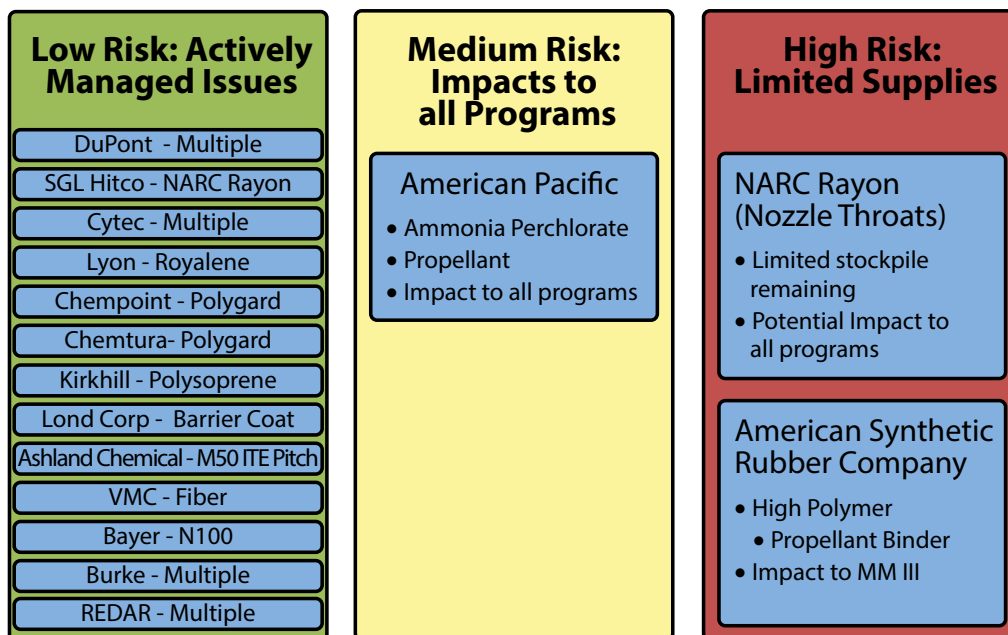 Low Risk: Actively
Managed Issues
DuPont - Multiple
SGL Hitco - NARC Rayon
Cytec - Multiple
Lyon - Royalene
Chempoint - Polygard
Chemtura- Polygard
Kirkhill - Polysoprene
Lond Corp - Barrier Coat
Ashland Chemical - M50 ITE Pitch
VMC - Fiber
Bayer - N100
Burke - Multiple
REDAR - Multiple
Medium Risk:
Impacts to
all Programs
American Pacific
• Ammonia Perchlorate
• Propellant
• Impact to all programs
High Risk:
Limited Supplies
NARC Rayon
(Nozzle Throats)
• Limited stockpile
remaining
• Potential Impact to
all programs
American Synthetic
Rubber Company
• High Polymer
• Propellant Binder
• Impact to MM III